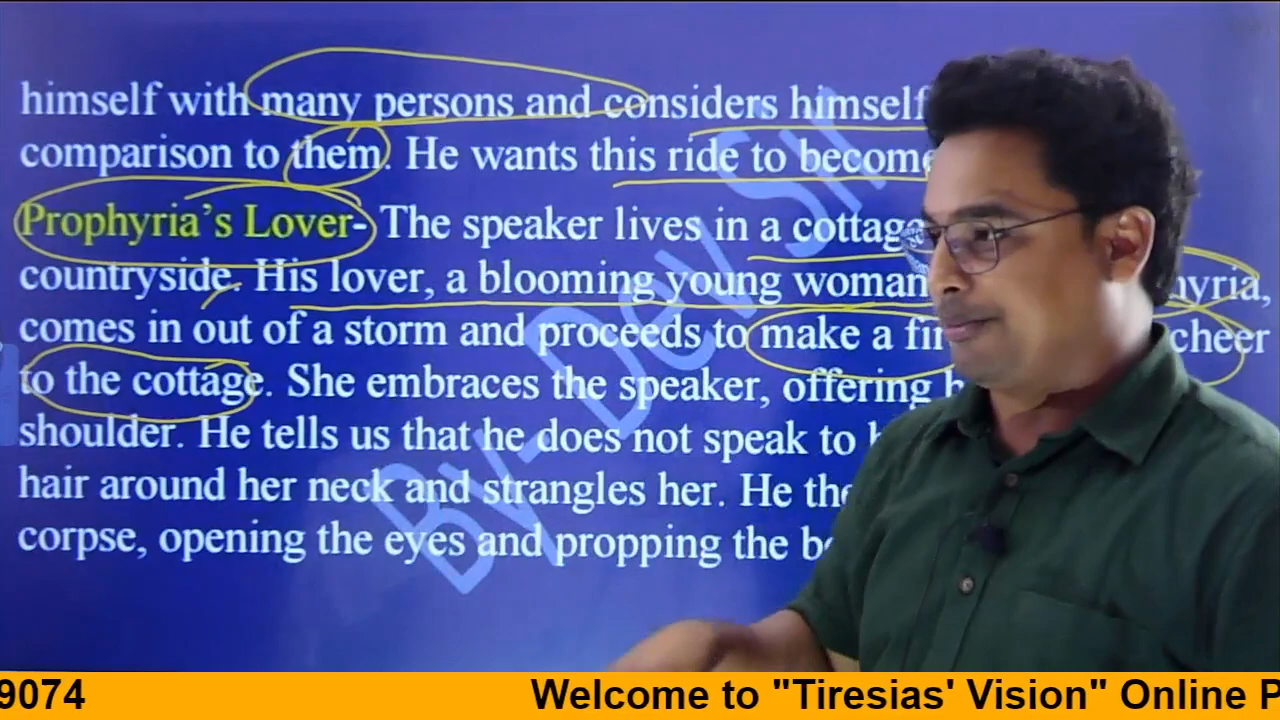 himself with many persons and considers himself
comparison to them. He wants this ride to become
Prophyria's Lover- The speaker lives in a cottage
countryside. His lover, a blooming young woman
comes in out of a storm and proceeds to make a cheer
to the cottage. She embraces the speaker, offering
shoulder. He tells us that he does not speak to
hair around her neck and strangles her. He
corpse, opening the eyes and propping the
By- Dev Sir
9074 Welcome to "Tiresias' Vision" Online